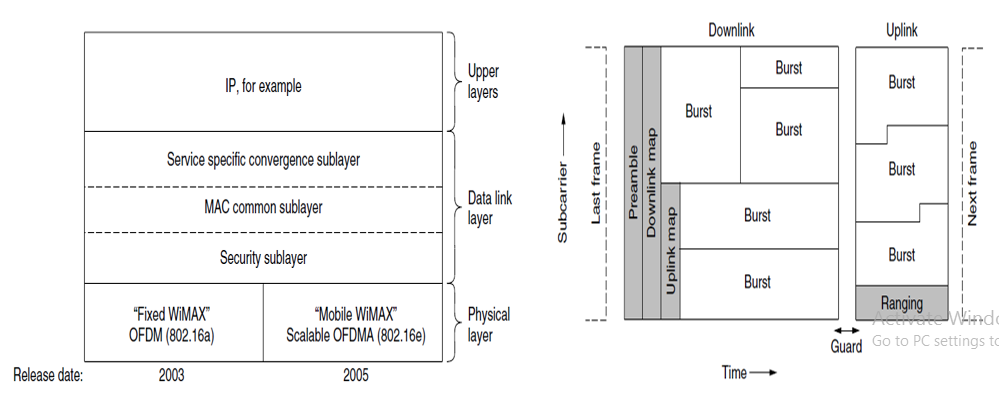 IP, for example
Upper
layers
Service specific convergence sublayer
MAC common sublayer
Security sublayer
Data link
layer
“Fixed WiMAX”
OFDM (802.16a)
“Mobile WiMAX”
Scalable OFDMA (802.16e)
Physical
layer
Release date:
2003
2005
Downlink
Uplink
Subcarrier
Last frame
Preamble
Downlink map
Uplink map
Burst
Burst
Burst
Burst
Burst
Burst
Burst
Burst
Ranging
Next frame
Guard
Time
Activate Windo
Go to PC settings to